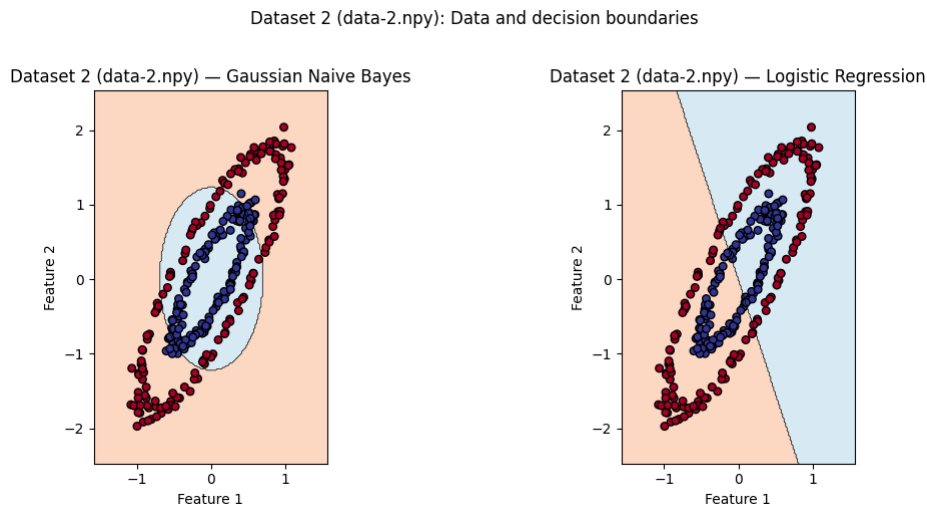 Dataset 2 (data-2.npy): Data and decision boundaries
Dataset 2 (data-2.npy) — Gaussian Naive Bayes
2
1
0
−1
−2
Feature 2
−1 0 1
Feature 1
Dataset 2 (data-2.npy) — Logistic Regression
2
1
0
−1
−2
Feature 2
−1 0 1
Feature 1